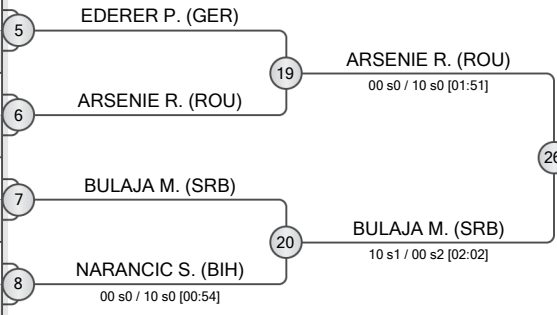 EDERER P. (GER)
5
19
ARSENIE R. (ROU)
00 s0 / 10 s0 [01:51]
ARSENIE R. (ROU)
6
26
BULAJA M. (SRB)
7
20
BULAJA M. (SRB)
10 s1 / 00 s2 [02:02]
NARANCIC S. (BIH)
8
00 s0 / 10 s0 [00:54]